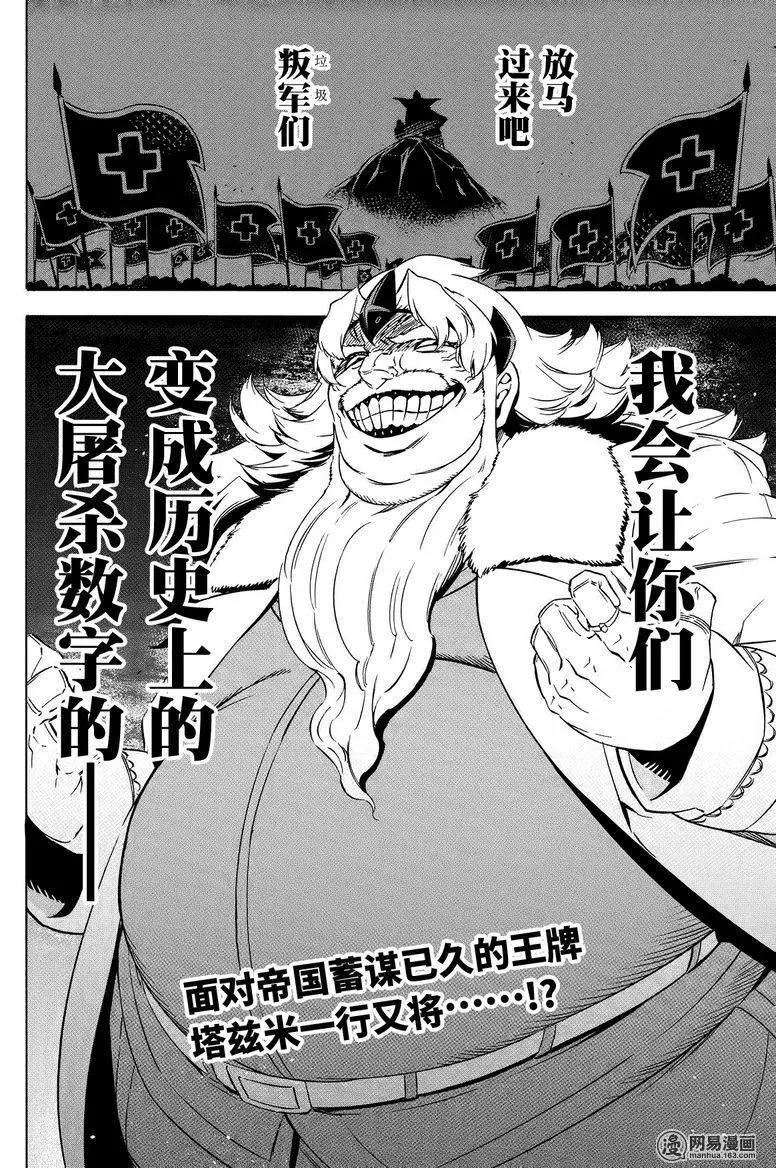 放马
过来吧
垃圾
叛军们
我会让你们
变成历史上的
大屠杀数字的——
面对帝国蓄谋已久的王牌
塔兹米一行又将……!?
漫 网易漫画
manhua.163.com